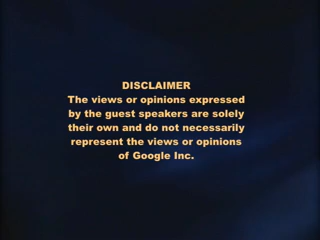 DISCLAIMER
The views or opinions expressed
by the guest speakers are solely
their own and do not necessarily
represent the views or opinions
of Google Inc.